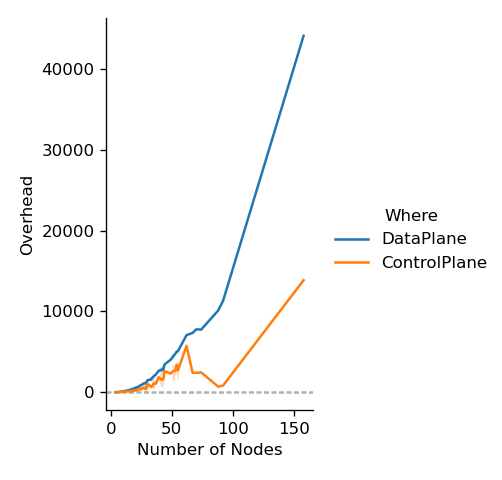 40000
30000
20000
10000
0
Overhead
0 50 100 150
Number of Nodes
Where
DataPlane
ControlPlane